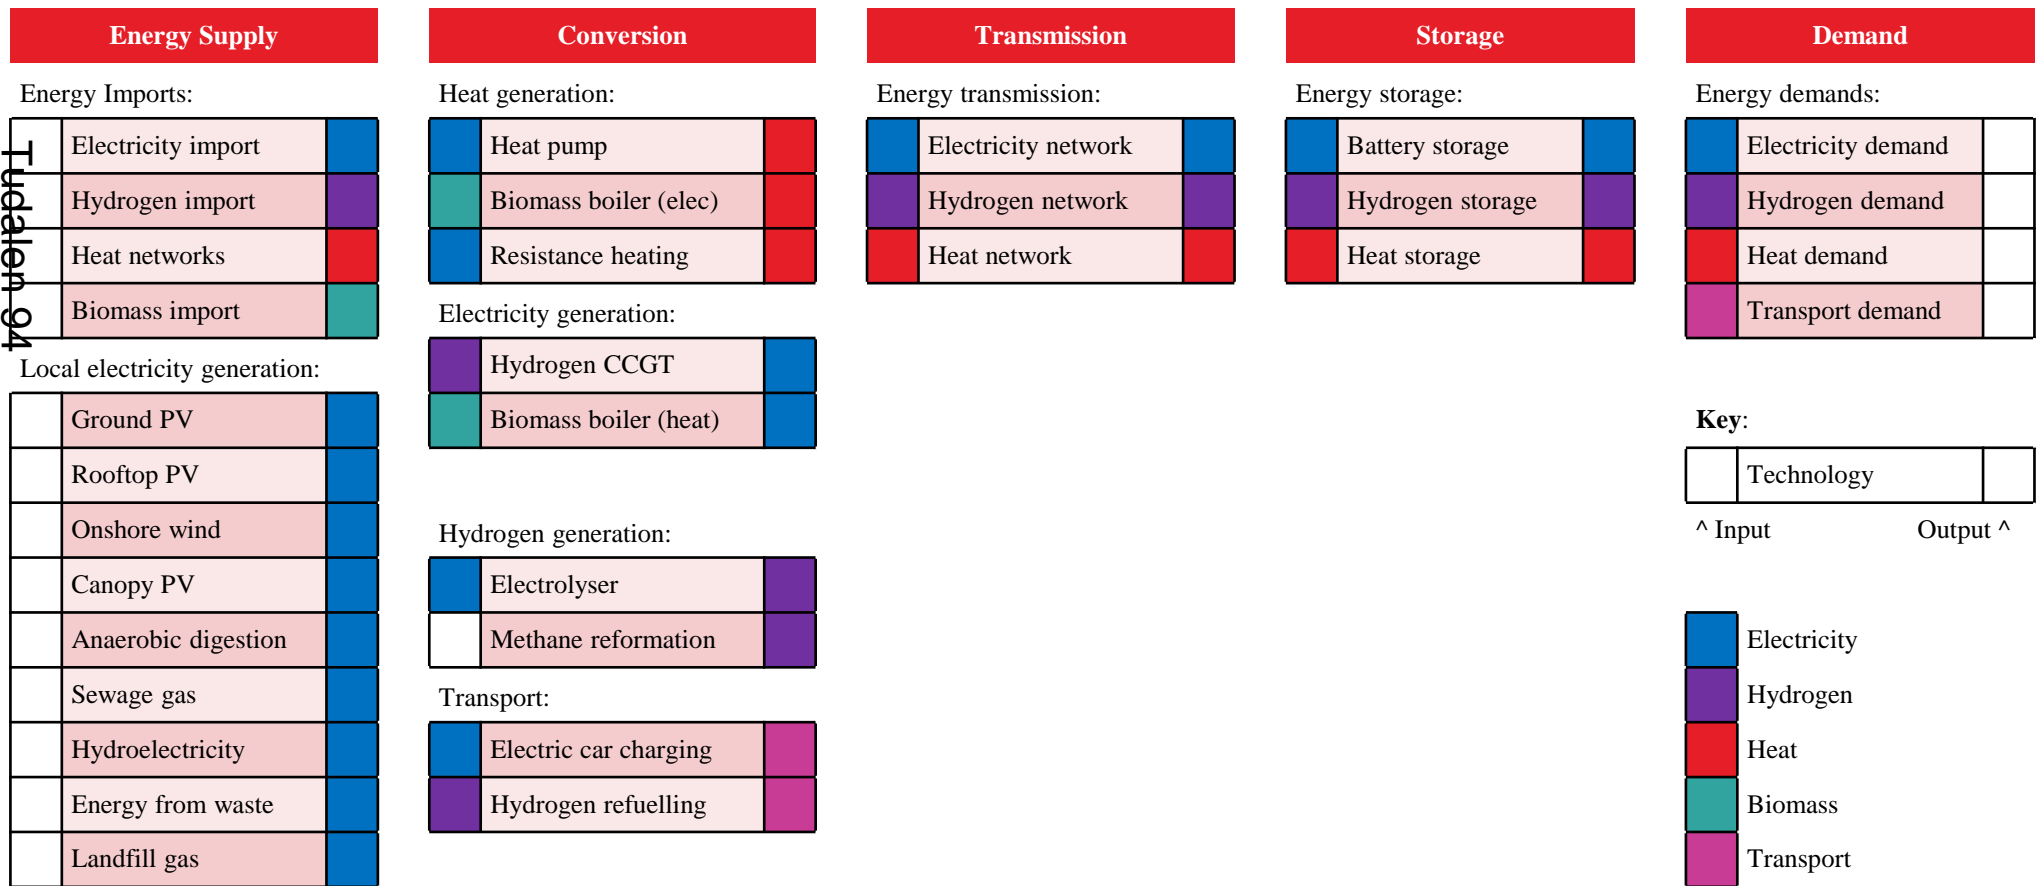 Energy Supply
Energy Imports:
Electricity import
Hydrogen import
Heat networks
Biomass import
Local electricity generation:
Ground PV
Rooftop PV
Onshore wind
Canopy PV
Anaerobic digestion
Sewage gas
Hydroelectricity
Energy from waste
Landfill gas
Tudalen 94
Conversion
Heat generation:
Heat pump
Biomass boiler (elec)
Resistance heating
Electricity generation:
Hydrogen CCGT
Biomass boiler (heat)
Hydrogen generation:
Electrolyser
Methane reformation
Transport:
Electric car charging
Hydrogen refuelling
Transmission
Energy transmission:
Electricity network
Hydrogen network
Heat network
Storage
Energy storage:
Battery storage
Hydrogen storage
Heat storage
Demand
Energy demands:
Electricity demand
Hydrogen demand
Heat demand
Transport demand
Key:
Technology
^ Input Output ^
Electricity
Hydrogen
Heat
Biomass
Transport